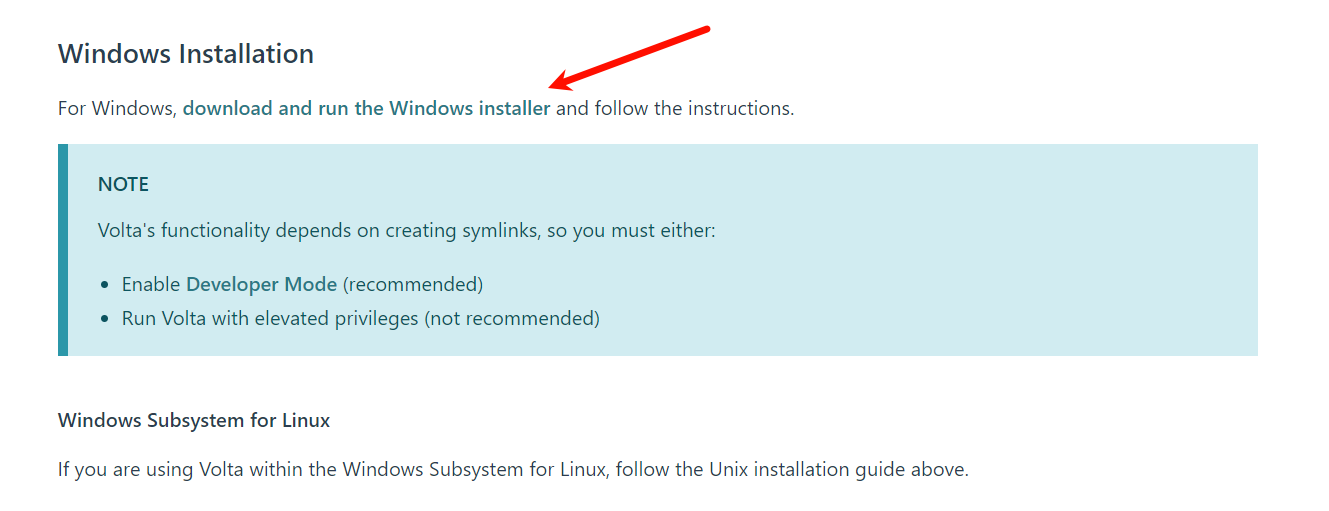 Windows Installation
For Windows, download and run the Windows installer and follow the instructions.
NOTE
Volta's functionality depends on creating symlinks, so you must either:
• Enable Developer Mode (recommended)
• Run Volta with elevated privileges (not recommended)
Windows Subsystem for Linux
If you are using Volta within the Windows Subsystem for Linux, follow the Unix installation guide above.